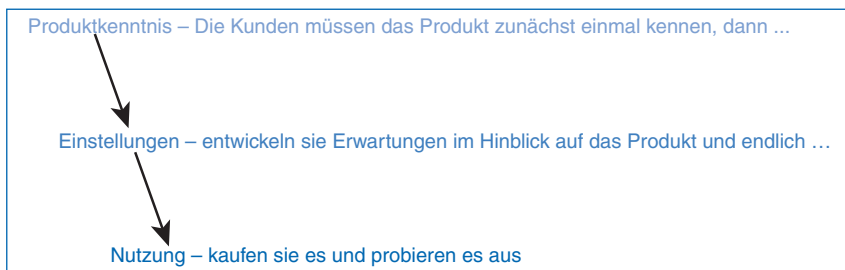 Produktkenntnis – Die Kunden müssen das Produkt zunächst einmal kennen, dann ...
Einstellungen – entwickeln sie Erwartungen im Hinblick auf das Produkt und endlich …
Nutzung – kaufen sie es und probieren es aus